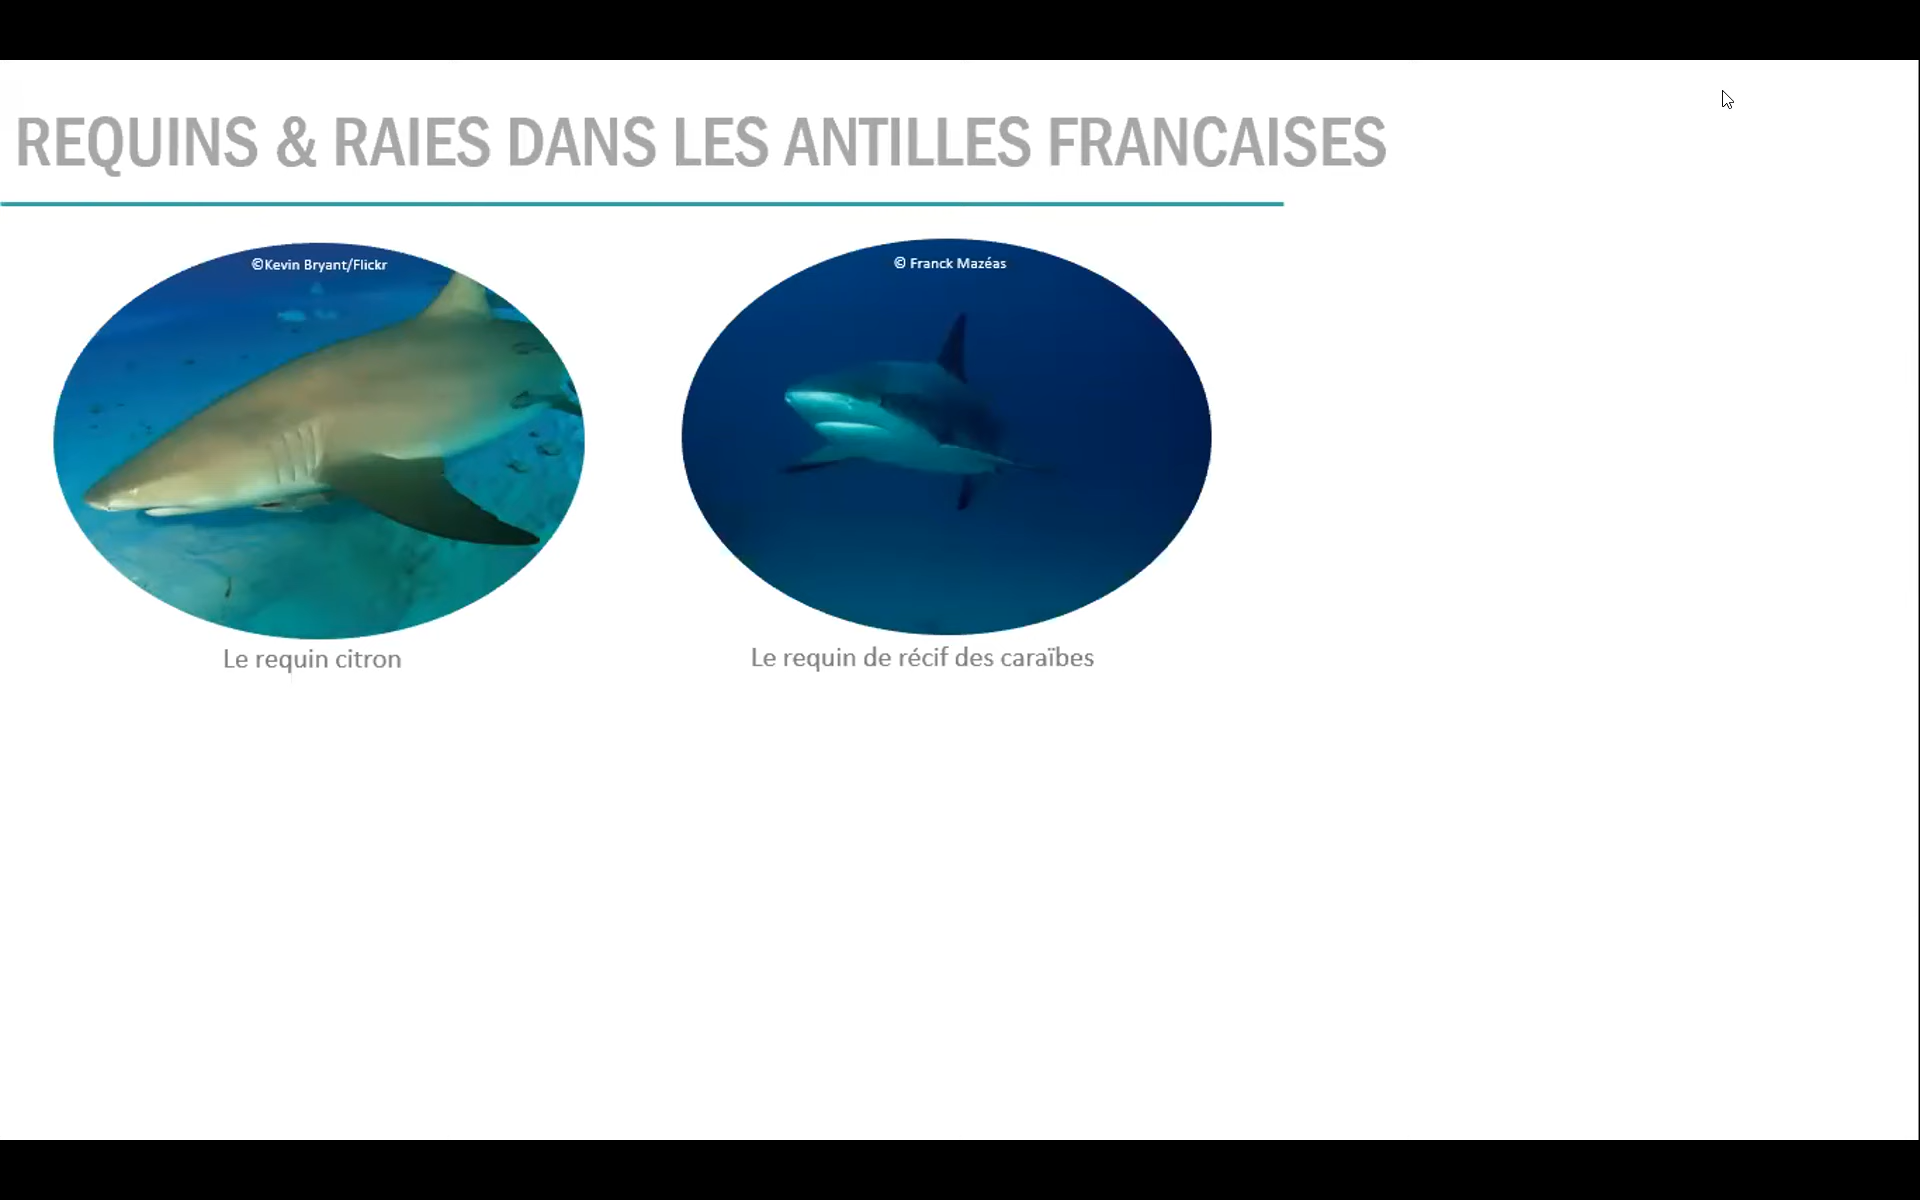 REQUINS & RAIES DANS LES ANTILLES FRANCAISES
©Kevin Bryant/Flickr
© Franck Mazéas
Le requin citron
Le requin de récif des caraïbes